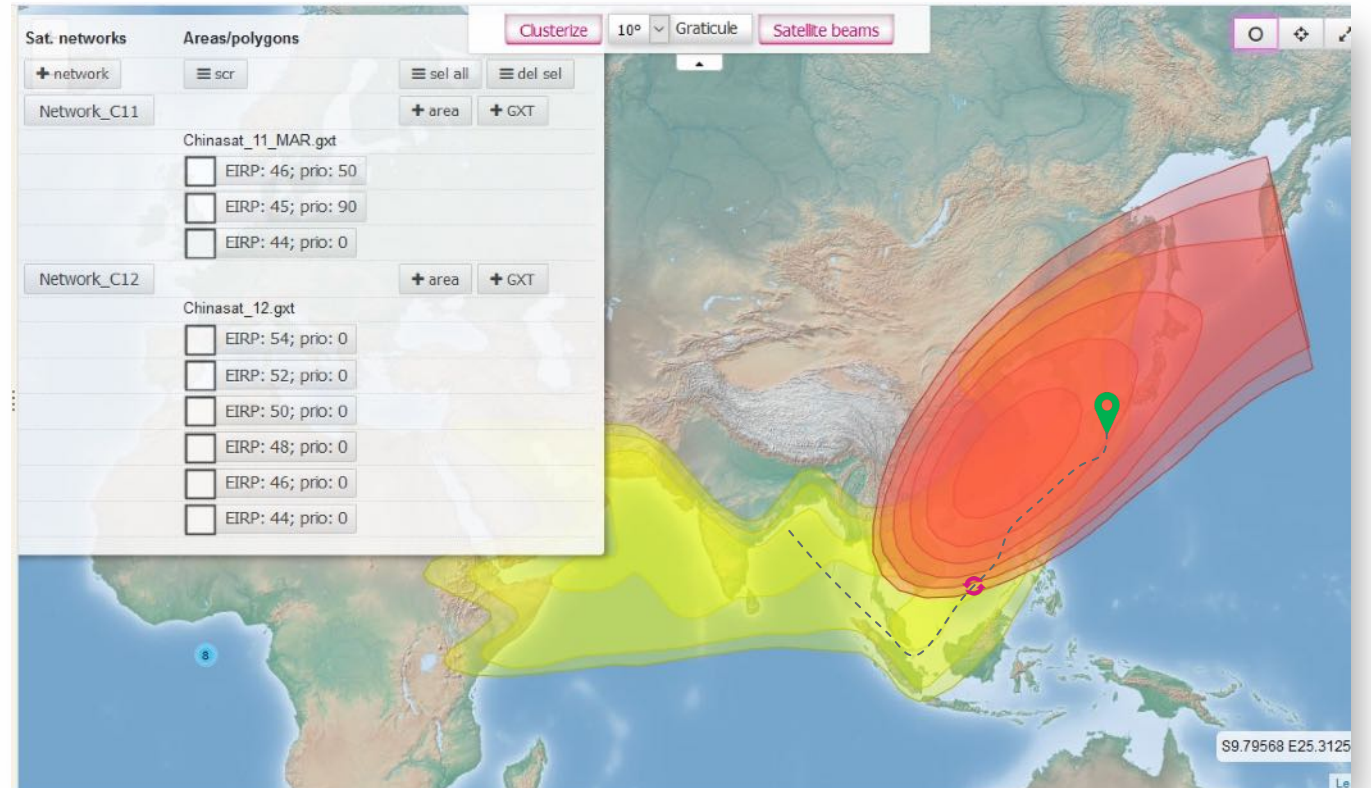 Clusterize 10º Graticule Satellite beams
Sat. networks Areas/polygons
+ network scr sel all del sel
Network_C11 + area + GXT
Chinasat_11_MAR.gxt
EIRP: 46; prio: 50
EIRP: 45; prio: 90
EIRP: 44; prio: 0
Network_C12 + area + GXT
Chinasat_12.gxt
EIRP: 54; prio: 0
EIRP: 52; prio: 0
EIRP: 50; prio: 0
EIRP: 48; prio: 0
EIRP: 46; prio: 0
EIRP: 44; prio: 0
8
S9.79568 E25.3125
Le